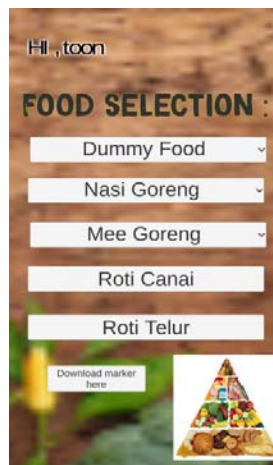 HI , toon
FOOD SELECTION :
Dummy Food
Nasi Goreng
Mee Goreng
Roti Canai
Roti Telur
Download marker
here